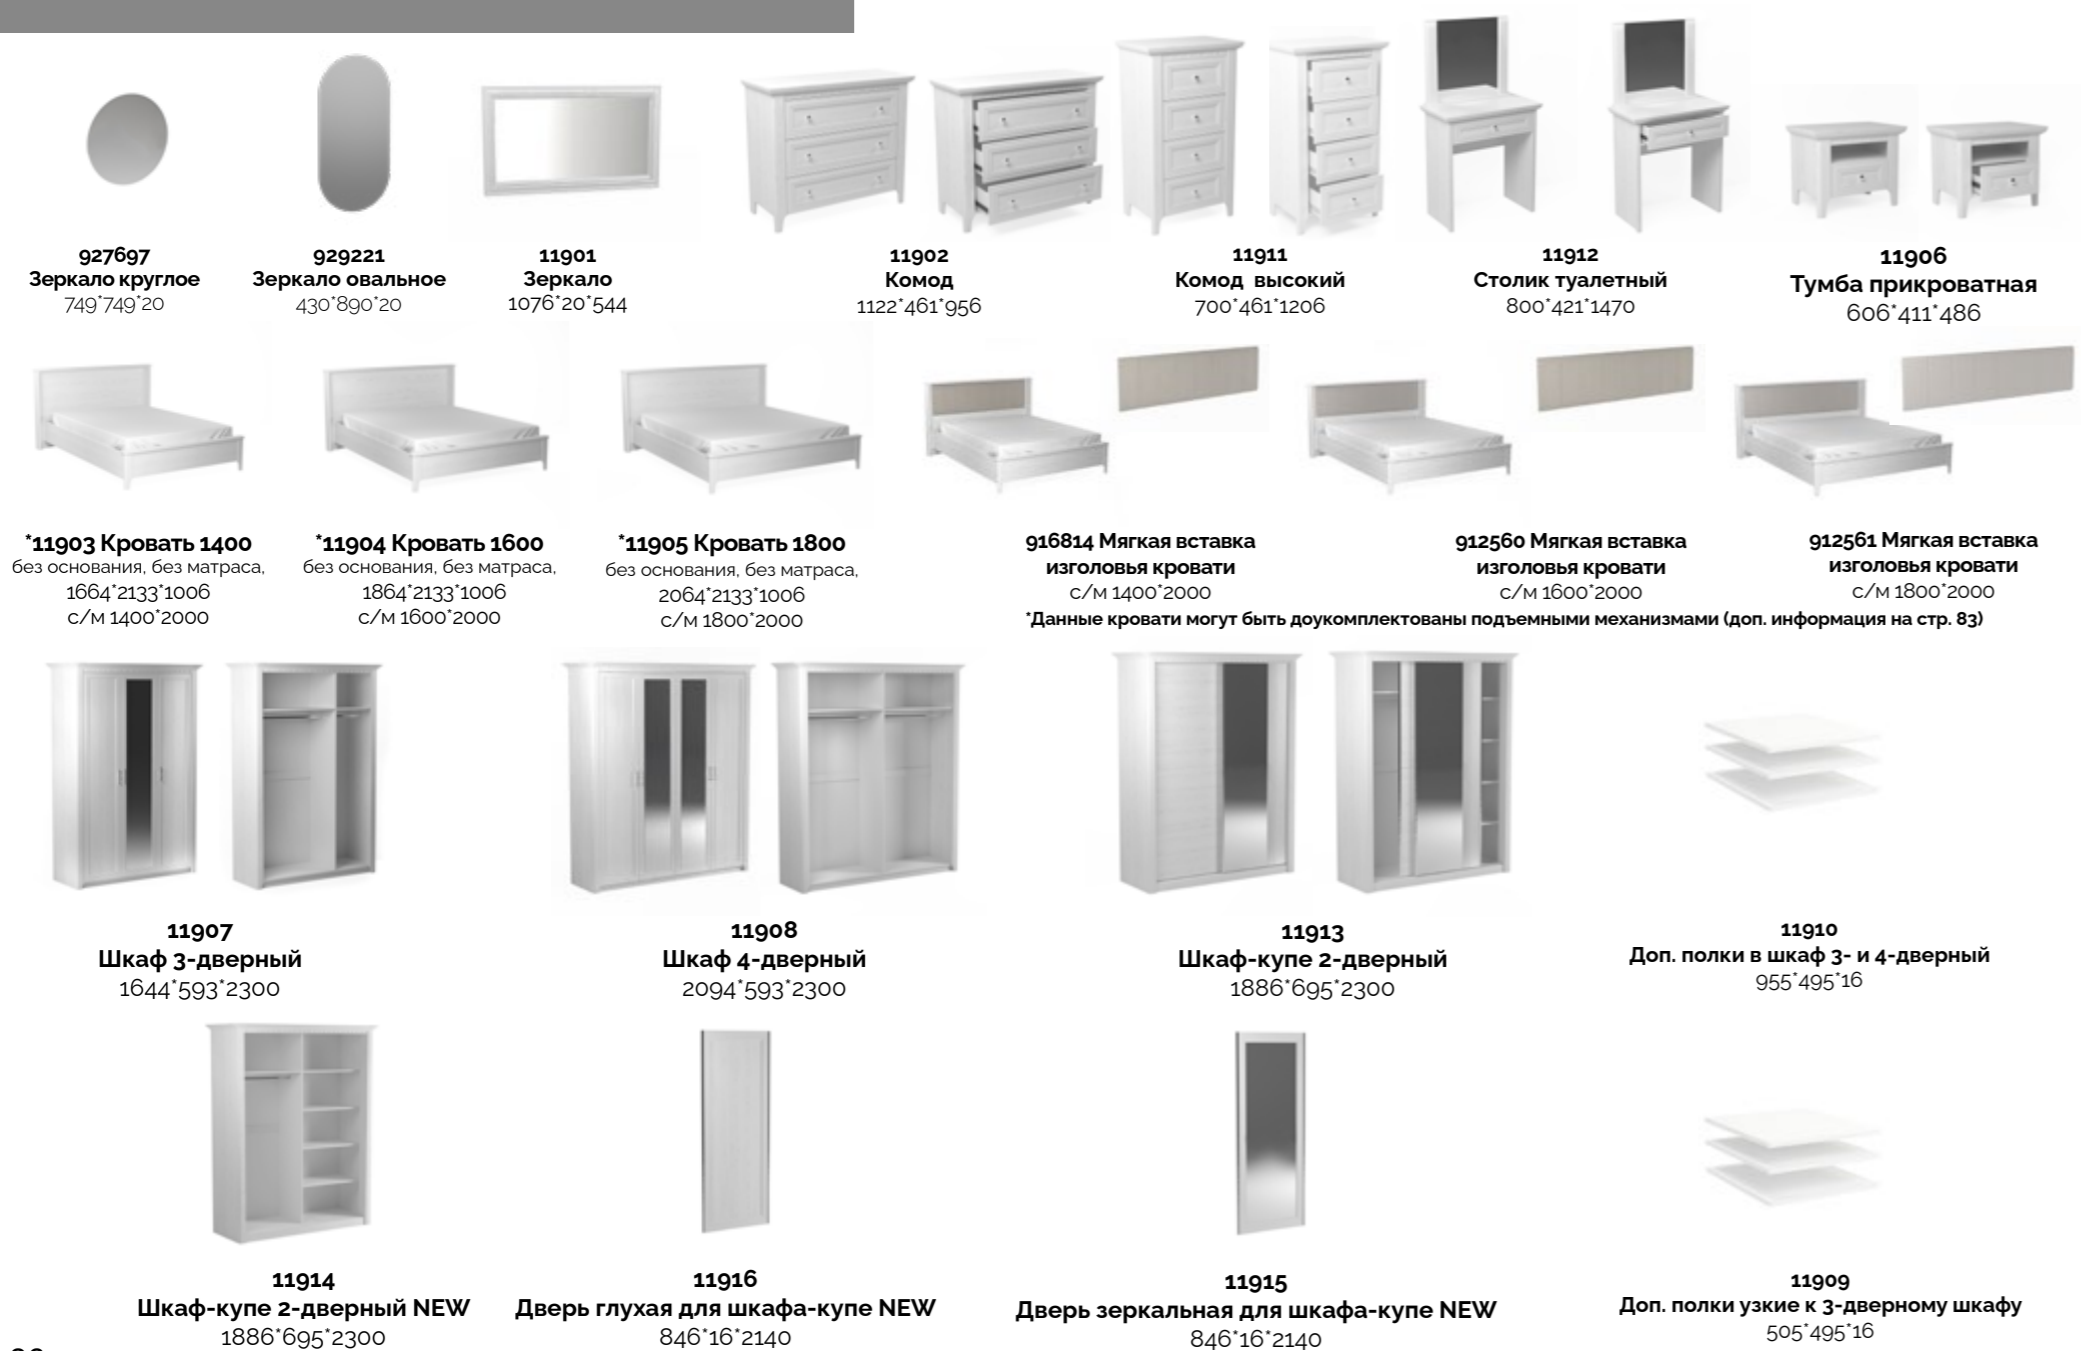 927697
Зеркало круглое
749*749*20
929221
Зеркало овальное
430*890*20
11901
Зеркало
1076*20*544
11902
Комод
1122*461*956
11911
Комод высокий
700*461*1206
11912
Столик туалетный
800*421*1470
11906
Тумба прикроватная
606*411*486
*11903 Кровать 1400
без основания, без матраса,
1664*2133*1006
с/м 1400*2000
*11904 Кровать 1600
без основания, без матраса,
1864*2133*1006
с/м 1600*2000
*11905 Кровать 1800
без основания, без матраса,
2064*2133*1006
с/м 1800*2000
916814 Мягкая вставка
изголовья кровати
с/м 1400*2000
912560 Мягкая вставка
изголовья кровати
с/м 1600*2000
912561 Мягкая вставка
изголовья кровати
с/м 1800*2000
*Данные кровати могут быть доукомплектованы подъемными механизмами (доп. информация на стр. 83)
11907
Шкаф 3-дверный
1644*593*2300
11908
Шкаф 4-дверный
2094*593*2300
11913
Шкаф-купе 2-дверный
1886*695*2300
11910
Доп. полки в шкаф 3- и 4-дверный
955*495*16
11914
Шкаф-купе 2-дверный NEW
1886*695*2300
11916
Дверь глухая для шкафа-купе NEW
846*16*2140
11915
Дверь зеркальная для шкафа-купе NEW
846*16*2140
11909
Доп. полки узкие к 3-дверному шкафу
505*495*16